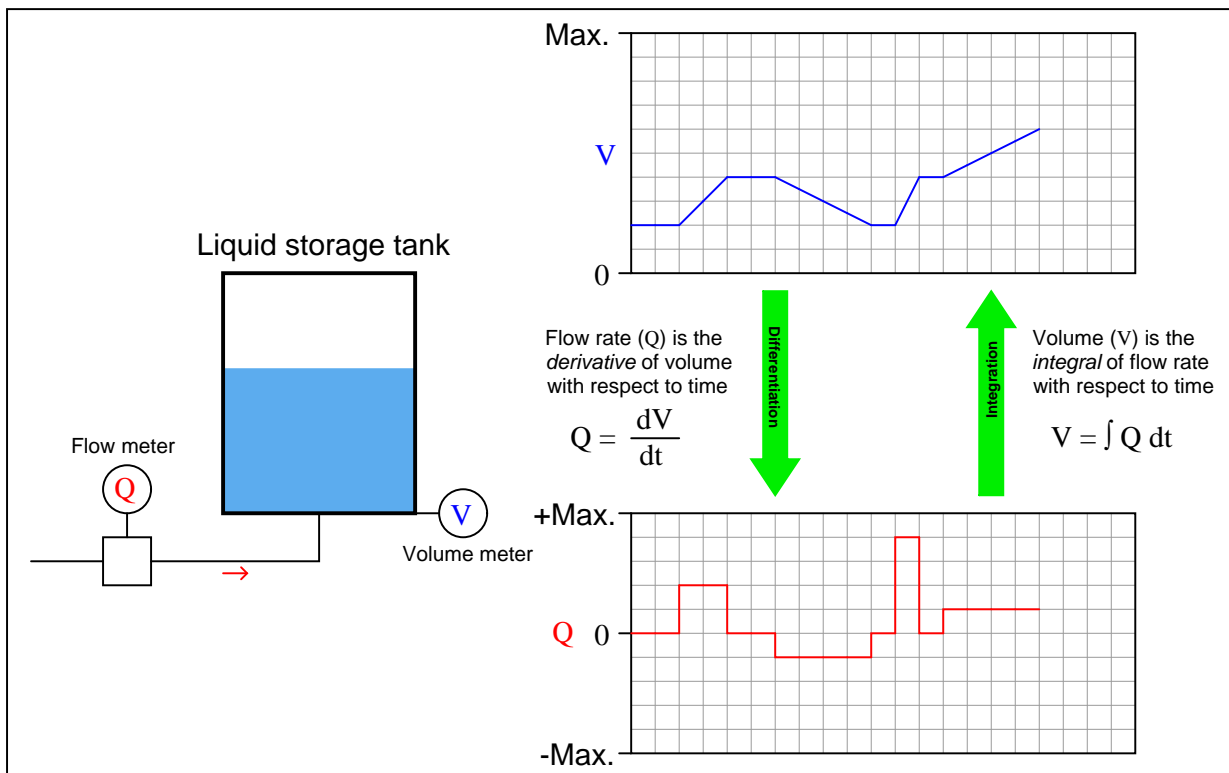 Max.
V
0
Liquid storage tank
Flow meter
Q
V
Volume meter
Flow rate (Q) is the
derivative of volume
with respect to time
Q = dV
dt
Differentiation
Integration
Volume (V) is the
integral of flow rate
with respect to time
V = ∫ Q dt
+Max.
Q 0
-Max.